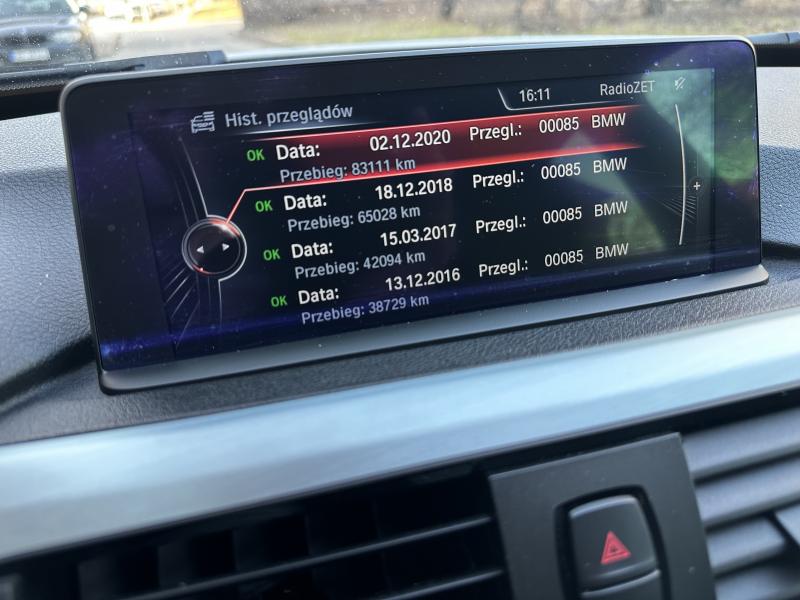 Hist. przeglądów 16:11 RadioZET
OK Data: 02.12.2020 Przegl.: 00085 BMW
Przebieg: 83111 km
OK Data: 18.12.2018 Przegl.: 00085 BMW
Przebieg: 65028 km
OK Data: 15.03.2017 Przegl.: 00085 BMW
Przebieg: 42094 km
OK Data: 13.12.2016 Przegl.: 00085 BMW
Przebieg: 38729 km